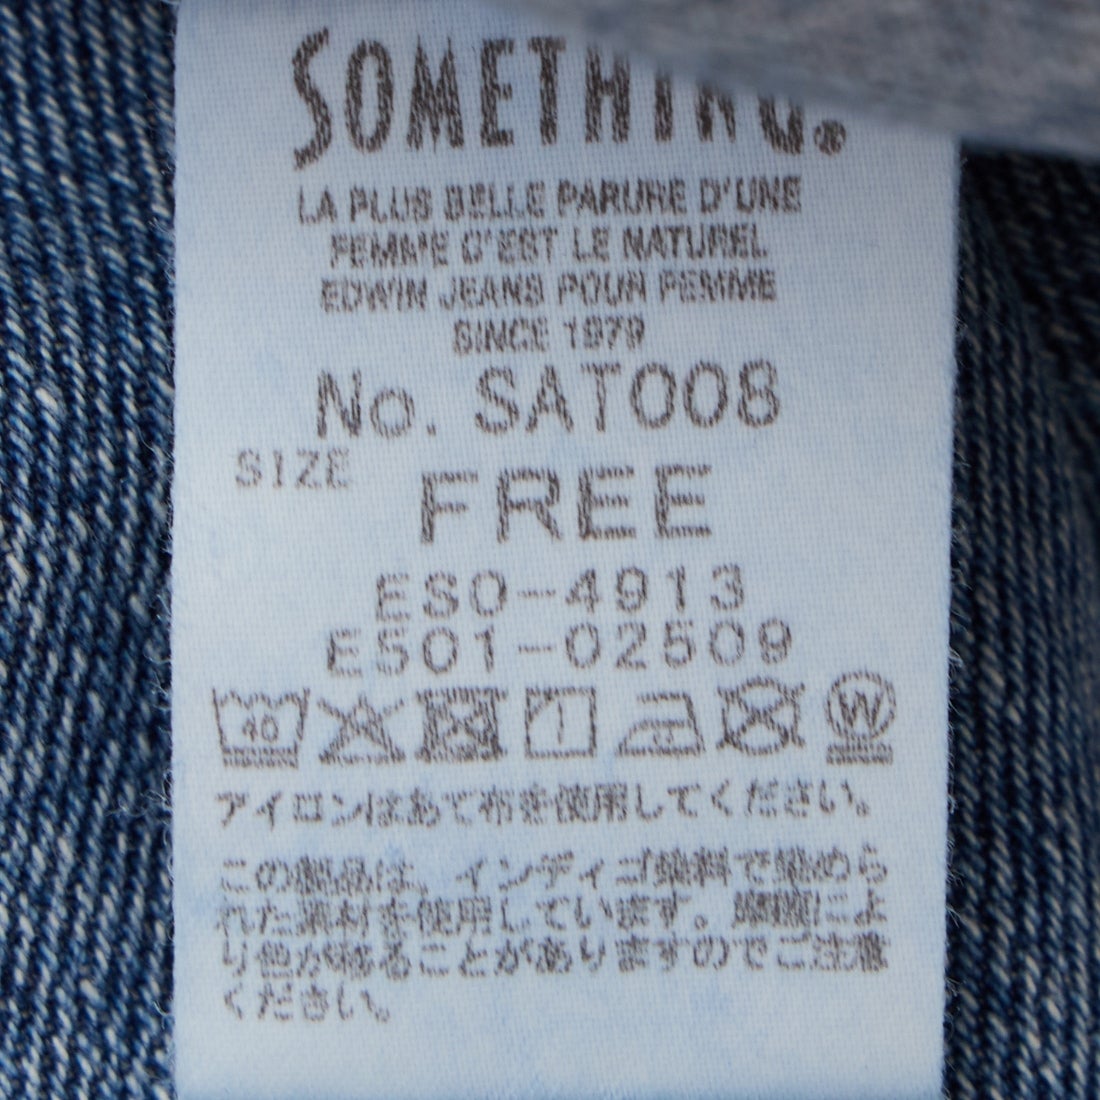 SOMETHING®
LA PLUS BELLE PARURE D'UNE
FEMME C'EST LE NATUREL
EDWIN JEANS POUR FEMME
SINCE 1979
No. SAT008
SIZE
FREE
ESO-4913
E501-02509
40
W
アイロンはあて布を使用してください。
この製品は、インディゴ染料で染めら
れた素材を使用しています。摩擦によ
り色が移ることがありますのでご注意
ください。